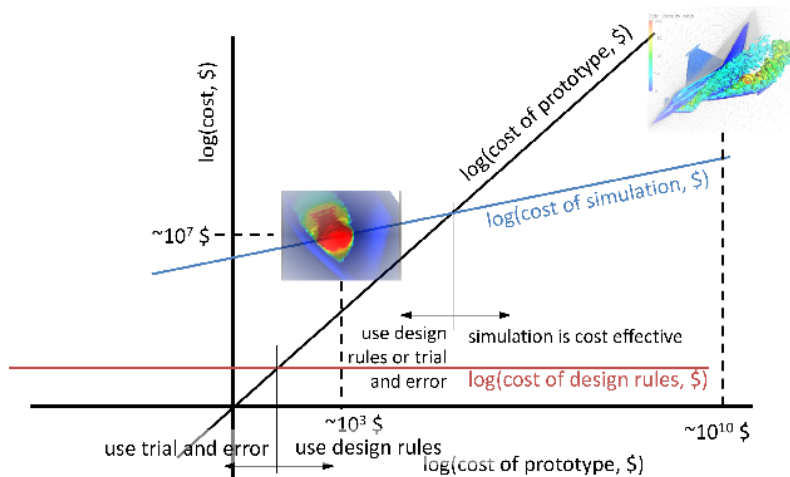 log(cost, $)
log(cost of prototype, $)
log(cost of simulation, $)
~10⁷ $
use design
rules or trial
and error
simulation is cost effective
log(cost of design rules, $)
~10³ $
~10¹⁰ $
use trial and error
use design rules
log(cost of prototype, $)